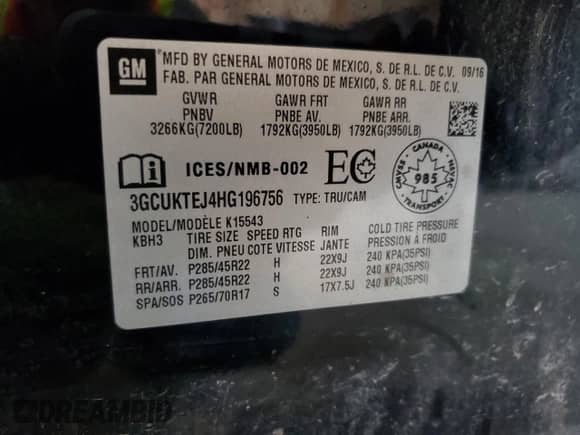 GM
MFD BY GENERAL MOTORS DE MEXICO, S. DE R.L. DE C.V. 09/16
FAB. PAR GENERAL MOTORS DE MEXICO, S. DE R.L. DE C.V.
GVWR GAWR FRT GAWR RR
PNBV PNBE AV. PNBE ARR.
3266KG(7200LB) 1792KG(3950LB) 1792KG(3950LB)
ICES/NMB-002 EC
CANADA
CMVSS NSVAC
985
TRANSPORT
3GCUKTEJ4HG196756 TYPE: TRU/CAM
MODEL/MODÈLE K15543
KBH3 TIRE SIZE SPEED RTG RIM COLD TIRE PRESSURE
DIM. PNEU COTE VITESSE JANTE PRESSION A FROID
FRT/AV. P285/45R22 H 22X9J 240 KPA(35PSI)
RR/ARR. P285/45R22 H 22X9J 240 KPA(35PSI)
SPA/SOS P265/70R17 S 17X7.5J 240 KPA(35PSI)
DREAMBID